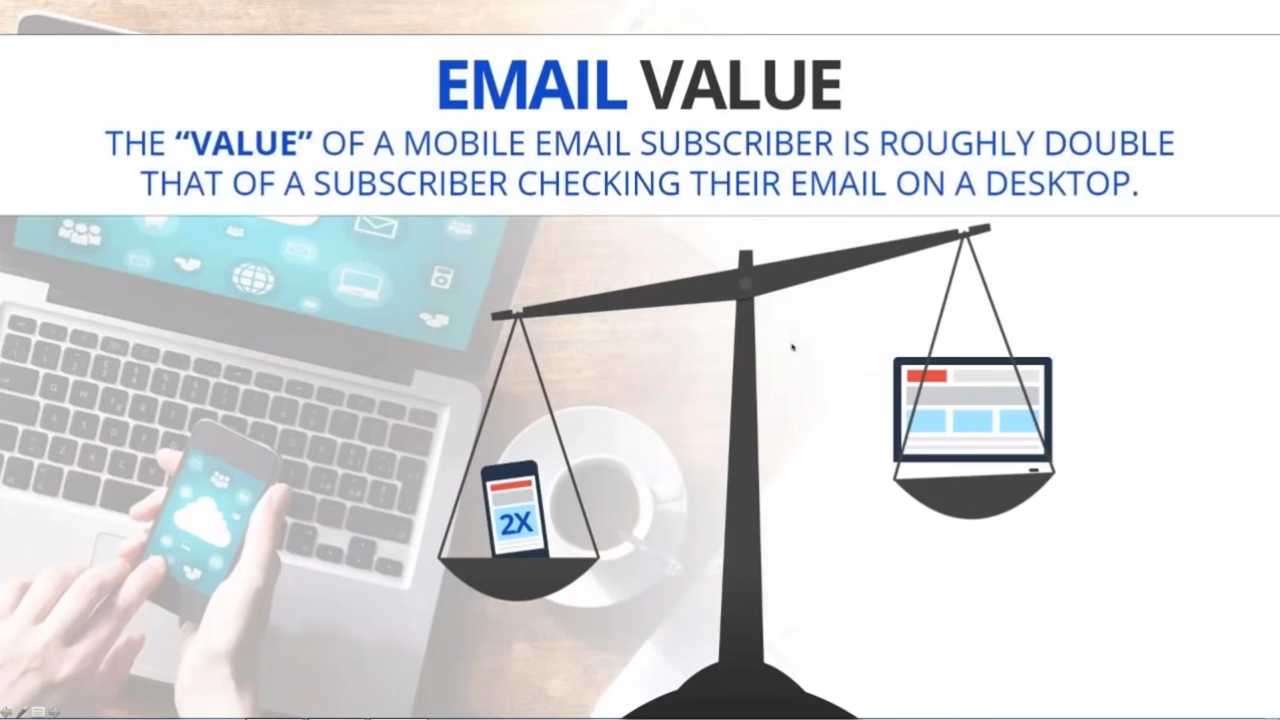 EMAIL VALUE
THE “VALUE” OF A MOBILE EMAIL SUBSCRIBER IS ROUGHLY DOUBLE
THAT OF A SUBSCRIBER CHECKING THEIR EMAIL ON A DESKTOP.
2X